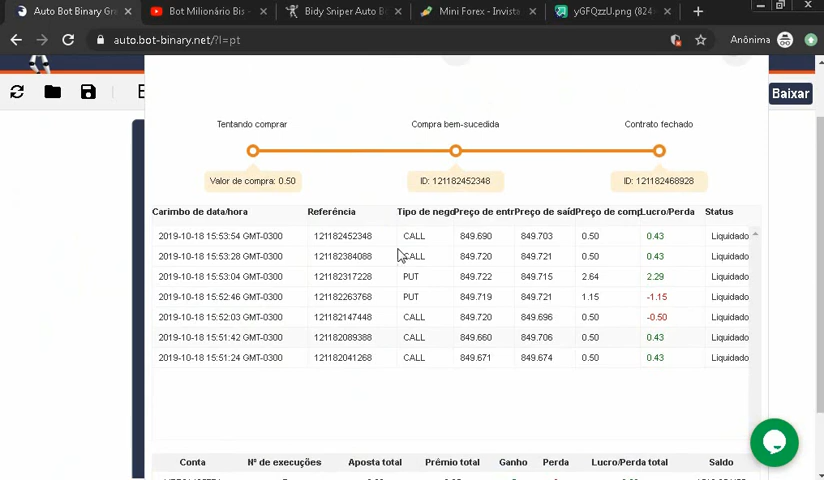 Auto Bot Binary Gr
Bot Milionário Bis -
Bidy Sniper Auto B
Mini Forex - Invista
yGFQzzU.png (824
auto.bot-binary.net/?l=pt
Anônima
Baixar
Tentando comprar
Compra bem-sucedida
Contrato fechado
Valor de compra: 0.50
ID: 121182452348
ID: 121182468928
Carimbo de data/hora Referência Tipo de nego Preço de entr Preço de saíd Preço de comp Lucro/Perda Status
2019-10-18 15:53:54 GMT-0300 121182452348 CALL 849.690 849.703 0.50 0.43 Liquidado
2019-10-18 15:53:28 GMT-0300 121182384088 CALL 849.720 849.721 0.50 0.43 Liquidado
2019-10-18 15:53:04 GMT-0300 121182317228 PUT 849.722 849.715 2.64 2.29 Liquidado
2019-10-18 15:52:46 GMT-0300 121182263768 PUT 849.719 849.721 1.15 -1.15 Liquidado
2019-10-18 15:52:03 GMT-0300 121182147448 CALL 849.720 849.696 0.50 -0.50 Liquidado
2019-10-18 15:51:42 GMT-0300 121182089388 CALL 849.660 849.706 0.50 0.43 Liquidado
2019-10-18 15:51:24 GMT-0300 121182041268 CALL 849.671 849.674 0.50 0.43 Liquidado
Conta Nº de execuções Aposta total Prêmio total Ganho Perda Lucro/Perda total Saldo